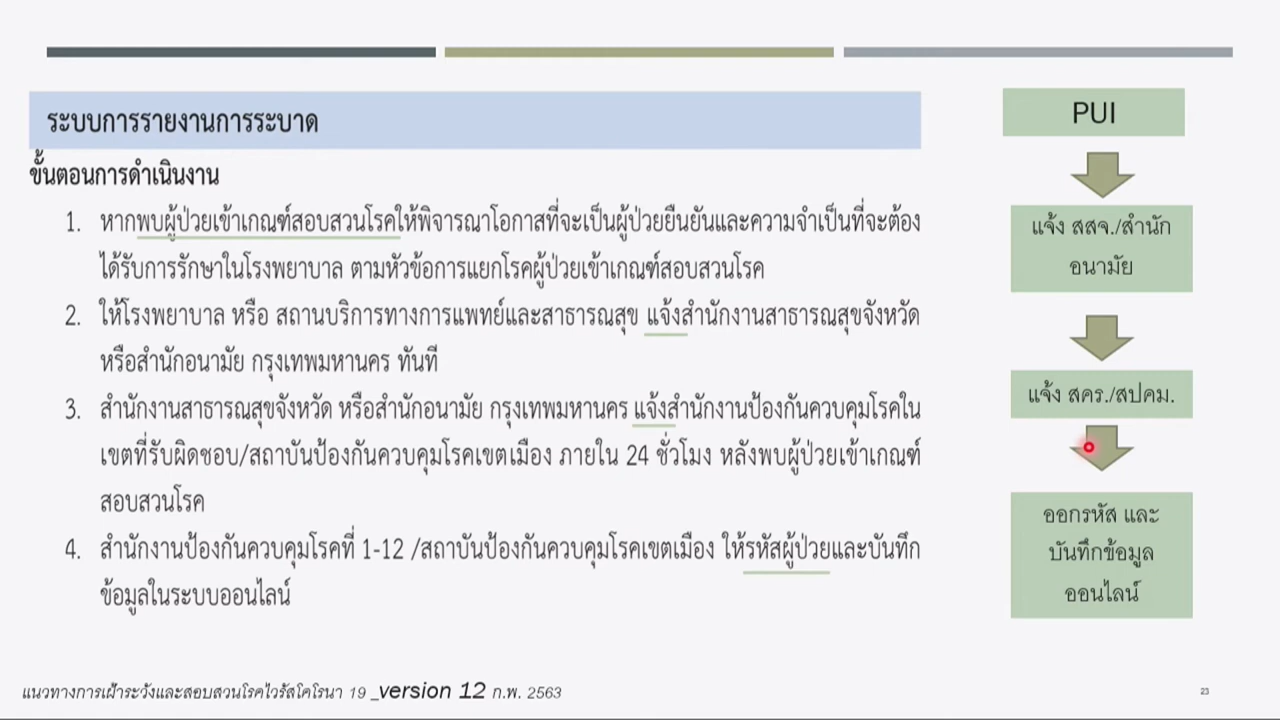 ระบบการรายงานการระบาด
ขั้นตอนการดำเนินงาน
1. หากพบผู้ป่วยเข้าเกณฑ์สอบสวนโรคให้พิจารณาโอกาสที่จะเป็นผู้ป่วยยืนยันและความจำเป็นที่จะต้อง
ได้รับการรักษาในโรงพยาบาล ตามหัวข้อการแยกโรคผู้ป่วยเข้าเกณฑ์สอบสวนโรค
2. ให้โรงพยาบาล หรือ สถานบริการทางการแพทย์และสาธารณสุข แจ้งสำนักงานสาธารณสุขจังหวัด
หรือสำนักอนามัย กรุงเทพมหานคร ทันที
3. สำนักงานสาธารณสุขจังหวัด หรือสำนักอนามัย กรุงเทพมหานคร แจ้งสำนักงานป้องกันควบคุมโรคใน
เขตที่รับผิดชอบ/สถาบันป้องกันควบคุมโรคเขตเมือง ภายใน 24 ชั่วโมง หลังพบผู้ป่วยเข้าเกณฑ์
สอบสวนโรค
4. สำนักงานป้องกันควบคุมโรคที่ 1-12 /สถาบันป้องกันควบคุมโรคเขตเมือง ให้รหัสผู้ป่วยและบันทึก
ข้อมูลในระบบออนไลน์
PUI
แจ้ง สสจ./สำนัก
อนามัย
แจ้ง สคร./สปคม.
ออกรหัส และ
บันทึกข้อมูล
ออนไลน์
แนวทางการเฝ้าระวังและสอบสวนโรคไวรัสโคโรนา 19 _version 12 ก.พ. 2563
23